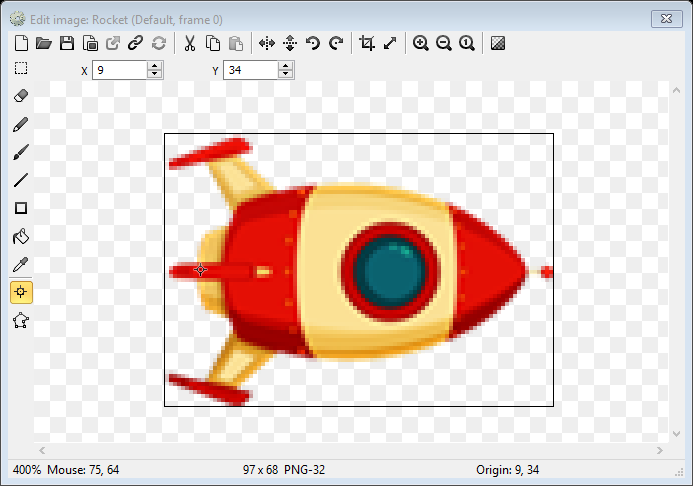 Edit image: Rocket (Default, frame 0)
X 9 Y 34
400% Mouse: 75, 64 97 x 68 PNG-32 Origin: 9, 34